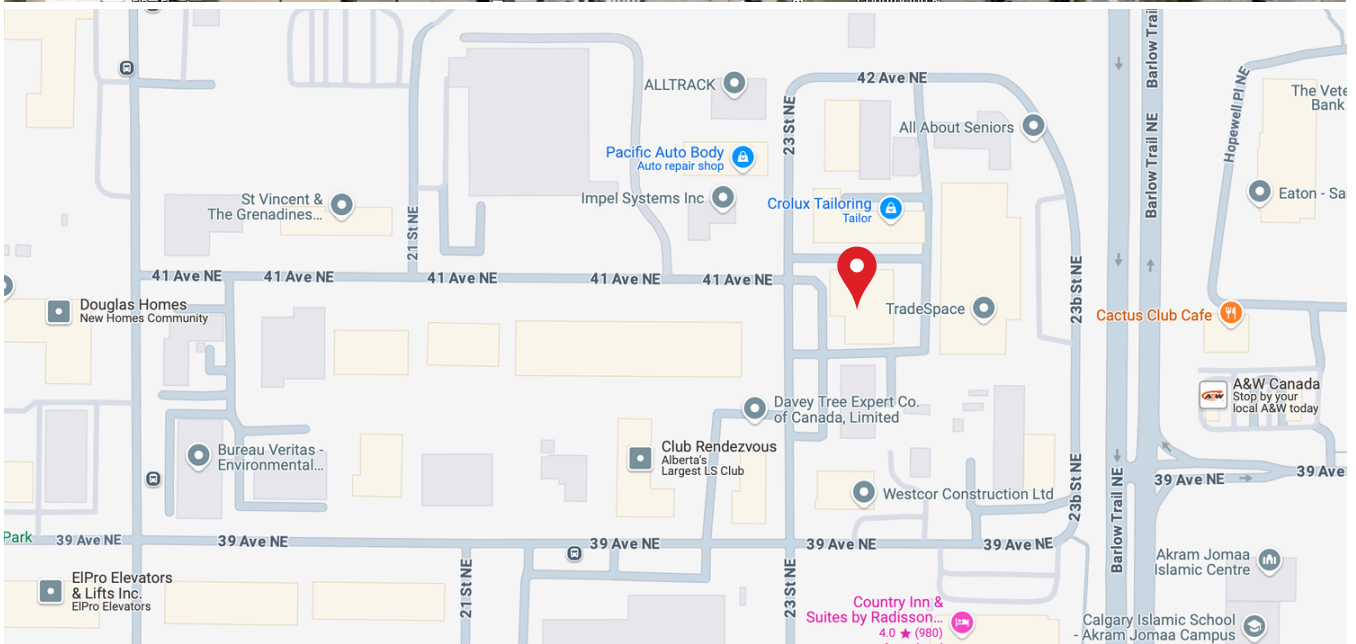 42 Ave NE
Barlow Trail
Barlow Trail
ALLTRACK
23 St NE
Hopewell Pl NE
The Vete
Bank
All About Seniors
Pacific Auto Body
Auto repair shop
Impel Systems Inc
Barlow Trail NE
Barlow Trail NE
Eaton - Sa
St Vincent &
The Grenadines...
Crolux Tailoring
Tailor
21 St NE
41 Ave NE
41 Ave NE
41 Ave NE
41 Ave NE
41 Ave NE
23b St NE
Douglas Homes
New Homes Community
TradeSpace
Cactus Club Cafe
A&W
A&W Canada
Stop by your
local A&W today
Davey Tree Expert Co.
of Canada, Limited
Club Rendezvous
Alberta's
Largest LS Club
Bureau Veritas -
Environmental...
Westcor Construction Ltd
23b St NE
Barlow Trail NE
39 Ave NE
39 Ave
Park
39 Ave NE
39 Ave NE
39 Ave NE
39 Ave NE
39 Ave NE
Akram Jomaa
Islamic Centre
ElPro Elevators
& Lifts Inc.
ElPro Elevators
21 St NE
23 St NE
Country Inn &
Suites by Radisson...
4.0 ★ (980)
Calgary Islamic School
- Akram Jomaa Campus